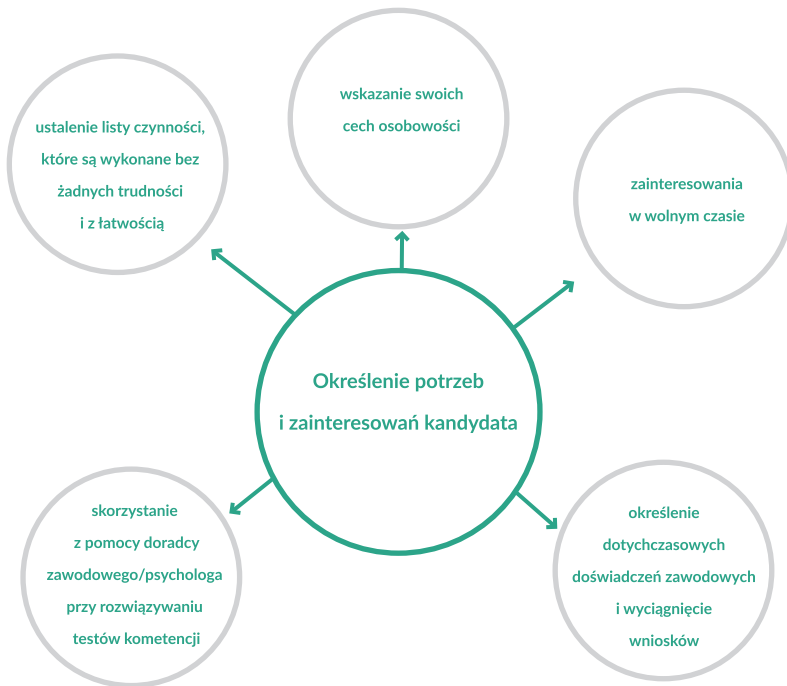 wskazanie swoich
cech osobowości
ustalenie listy czynności,
które są wykonane bez
żadnych trudności
i z łatwością
zainteresowania
w wolnym czasie
Określenie potrzeb
i zainteresowań kandydata
skorzystanie
z pomocy doradcy
zawodowego/psychologa
przy rozwiązywaniu
testów kometencji
określenie
dotychczasowych
doświadczeń zawodowych
i wyciągnięcie
wniosków